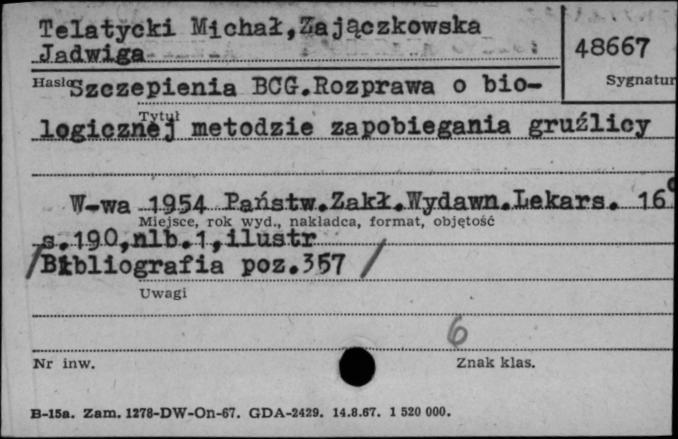 Telatycki Michał,Zajączkowska
Jadwiga
48667
Sygnatur
Hasło
Szczepienia BCG.Rozprawa o bio-
Tytuł
logicznej metodzie zapobiegania gruźlicy
W-wa 1954 Państw.Zakł.Wydawn.Lekars. 16°
Miejsce, rok wyd., nakładca, format, objętość
s.190,nlb.1,ilustr
/Bibliografia poz.357 /
Uwagi
6
Nr inw.
Znak klas.
B-15a. Zam. 1278-DW-On-67. GDA-2429. 14.8.67. 1 520 000.